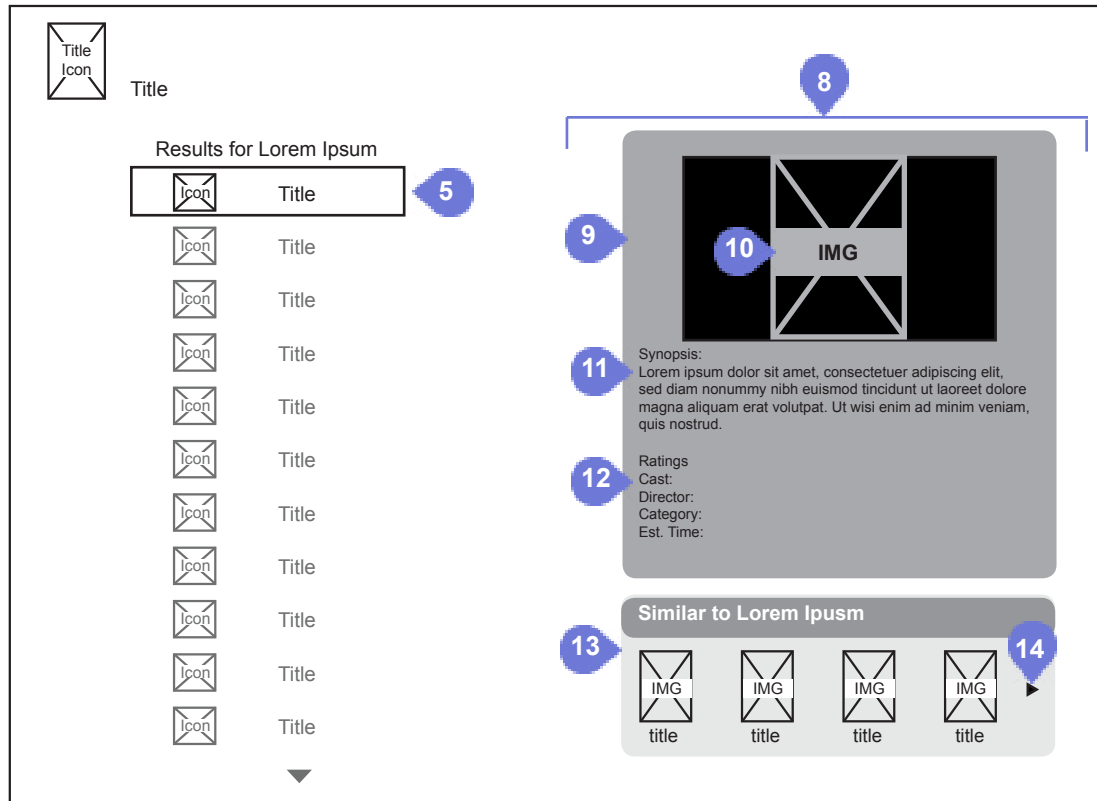 Title
Icon
Title
8
Results for Lorem Ipsum
Icon Title
5
Icon Title
Icon Title
Icon Title
Icon Title
Icon Title
Icon Title
Icon Title
Icon Title
Icon Title
Icon Title
9
10
IMG
11
Synopsis:
Lorem ipsum dolor sit amet, consectetuer adipiscing elit,
sed diam nonummy nibh euismod tincidunt ut laoreet dolore
magna aliquam erat volutpat. Ut wisi enim ad minim veniam,
quis nostrud.
12
Ratings
Cast:
Director:
Category:
Est. Time:
Similar to Lorem Ipusm
13
14
IMG IMG IMG IMG
title title title title